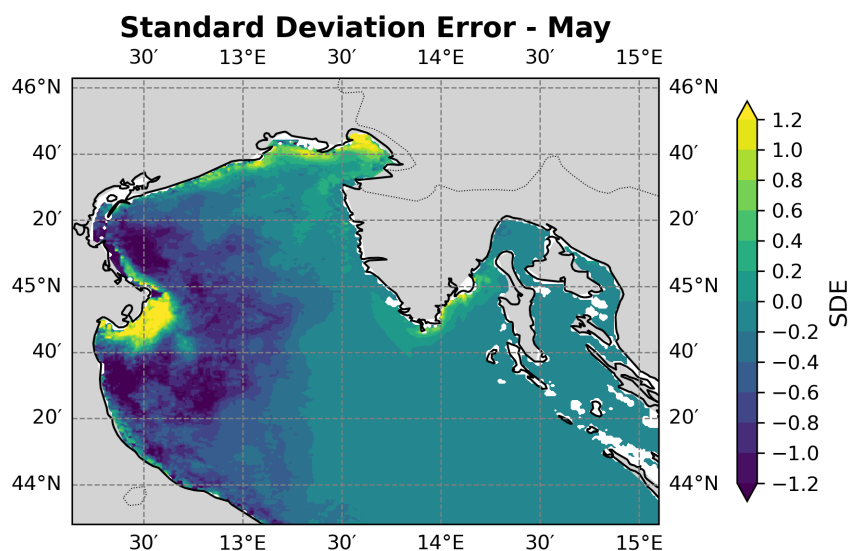 Standard Deviation Error - May
30′ 13°E 30′ 14°E 30′ 15°E
46°N 46°N
40′ 40′
20′ 20′
45°N 45°N
40′ 40′
20′ 20′
44°N 44°N
30′ 13°E 30′ 14°E 30′ 15°E
1.2
1.0
0.8
0.6
0.4
0.2
0.0
−0.2
−0.4
−0.6
−0.8
−1.0
−1.2
SDE